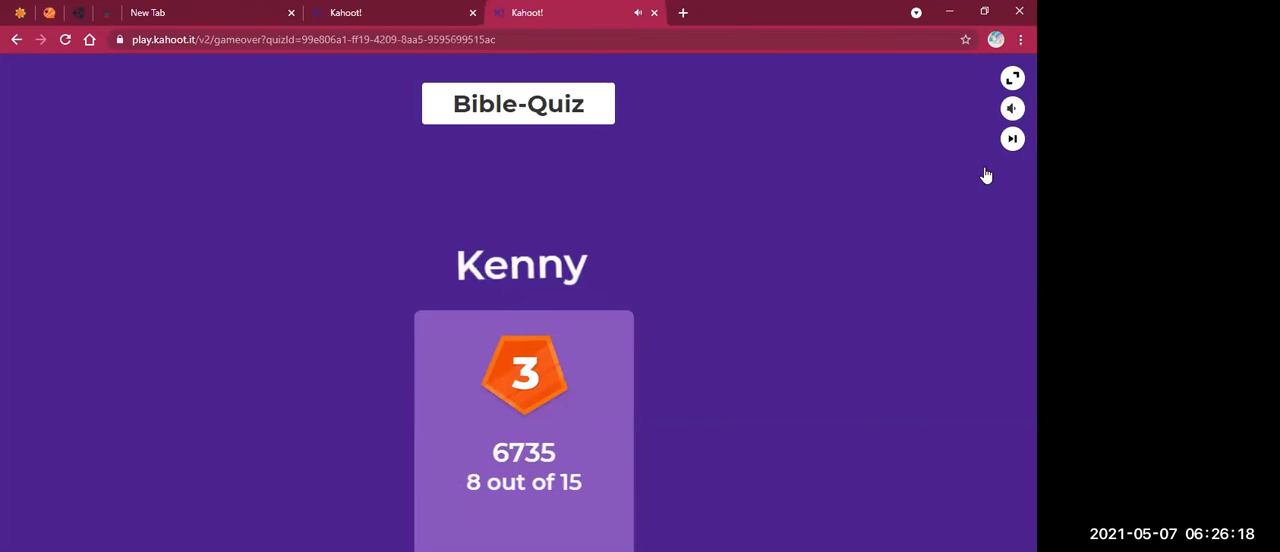 New Tab
Kahoot!
Kahoot!
play.kahoot.it/v2/gameover?quizId=99e806a1-ff19-4209-8aa5-9595699515ac
Bible-Quiz
Kenny
3
6735
8 out of 15
2021-05-07 06:26:18